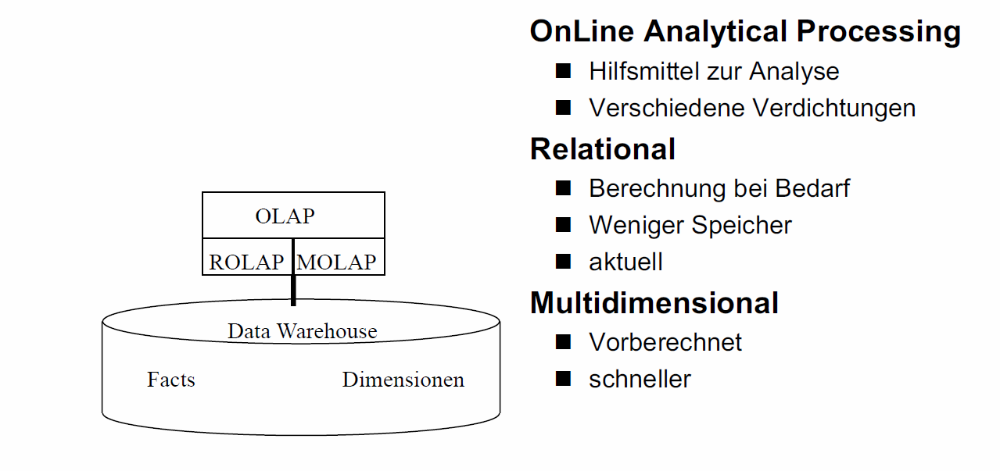 OnLine Analytical Processing
Hilfsmittel zur Analyse
Verschiedene Verdichtungen
Relational
Berechnung bei Bedarf
Weniger Speicher
aktuell
Multidimensional
Vorberechnet
schneller
OLAP
ROLAP MOLAP
Data Warehouse
Facts Dimensionen